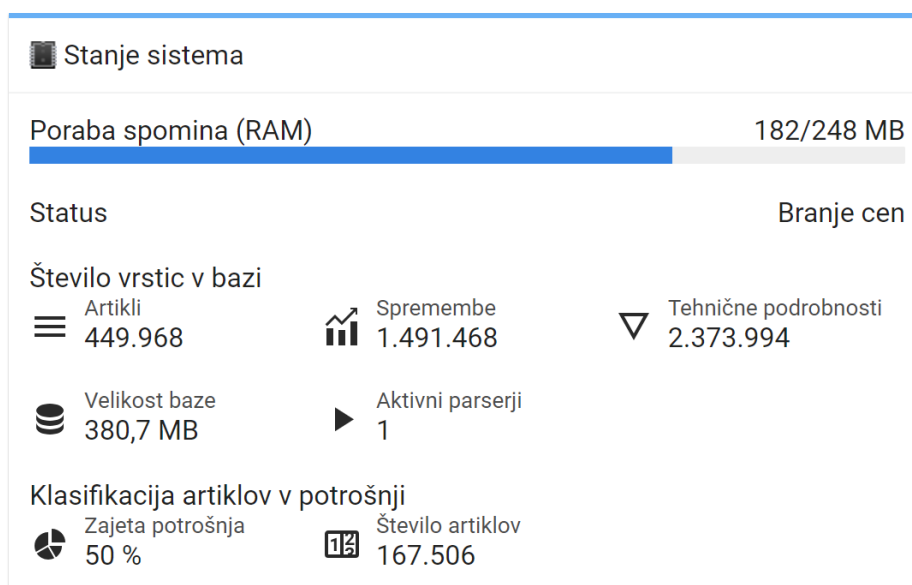 Stanje sistema
Poraba spomina (RAM) 182/248 MB
Status Branje cen
Število vrstic v bazi
Artikli
449.968
Spremembe
1.491.468
Tehnične podrobnosti
2.373.994
Velikost baze
380,7 MB
Aktivni parserji
1
Klasifikacija artiklov v potrošnji
Zajeta potrošnja
50 %
Število artiklov
167.506